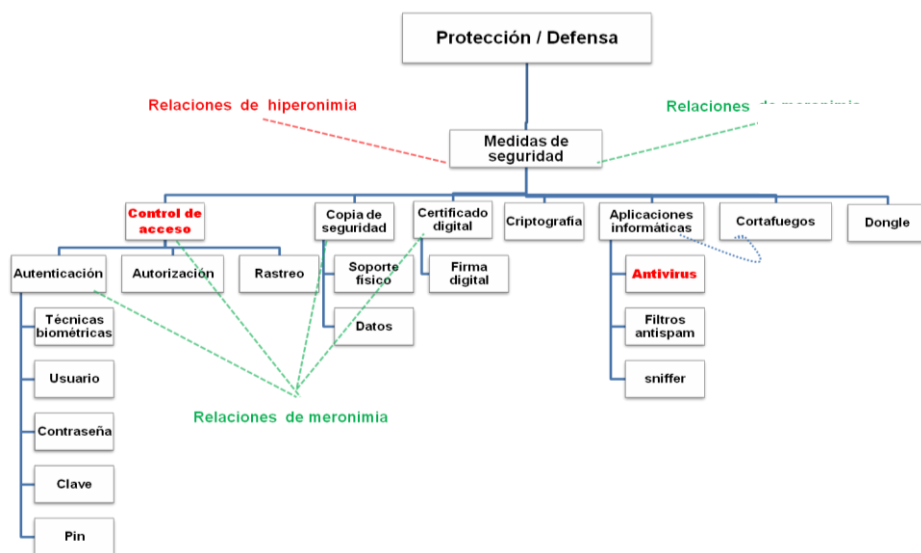 Protección / Defensa
Relaciones de hiperonimia
Relaciones
Medidas de
seguridad
Control de
acceso
Copia de
seguridad
Certificado
digital
Criptografía
Aplicaciones
informáticas
Cortafuegos
Dongle
Autenticación
Autorización
Rastreo
Soporte
físico
Firma
digital
Antivirus
Técnicas
biométricas
Datos
Filtros
antispam
Usuario
sniffer
Relaciones de meronimia
Contraseña
Clave
Pin